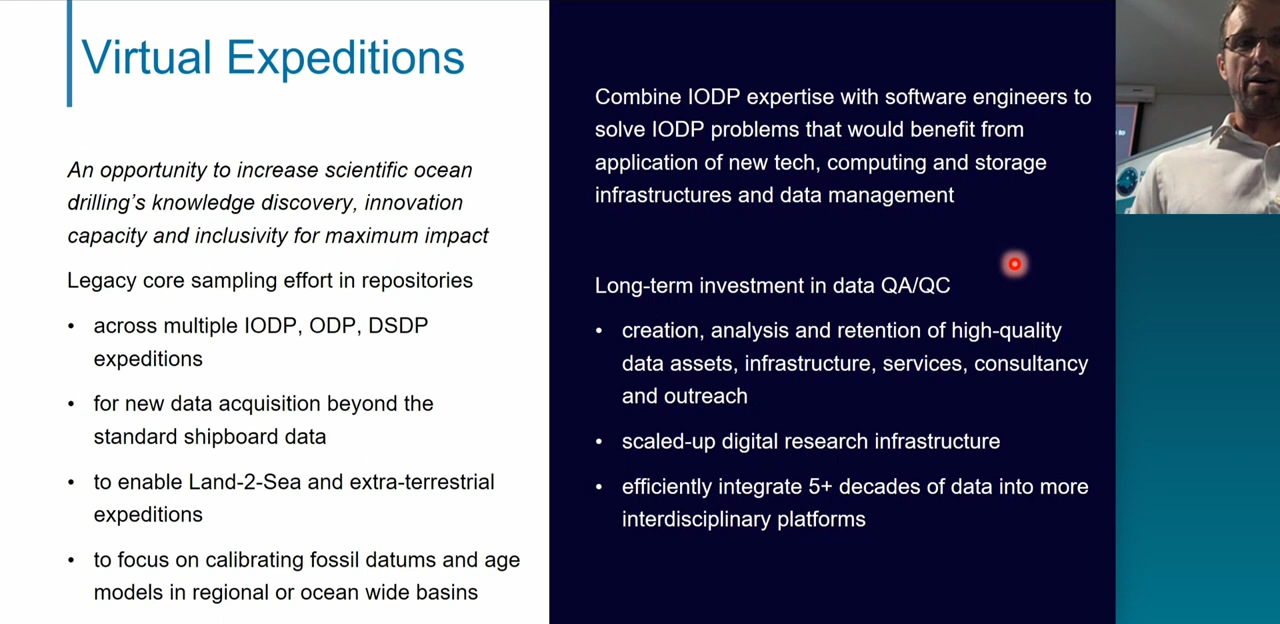 Virtual Expeditions
An opportunity to increase scientific ocean
drilling's knowledge discovery, innovation
capacity and inclusivity for maximum impact
Legacy core sampling effort in repositories
• across multiple IODP, ODP, DSDP
expeditions
• for new data acquisition beyond the
standard shipboard data
• to enable Land-2-Sea and extra-terrestrial
expeditions
• to focus on calibrating fossil datums and age
models in regional or ocean wide basins
Combine IODP expertise with software engineers to
solve IODP problems that would benefit from
application of new tech, computing and storage
infrastructures and data management
Long-term investment in data QA/QC
• creation, analysis and retention of high-quality
data assets, infrastructure, services, consultancy
and outreach
• scaled-up digital research infrastructure
• efficiently integrate 5+ decades of data into more
interdisciplinary platforms